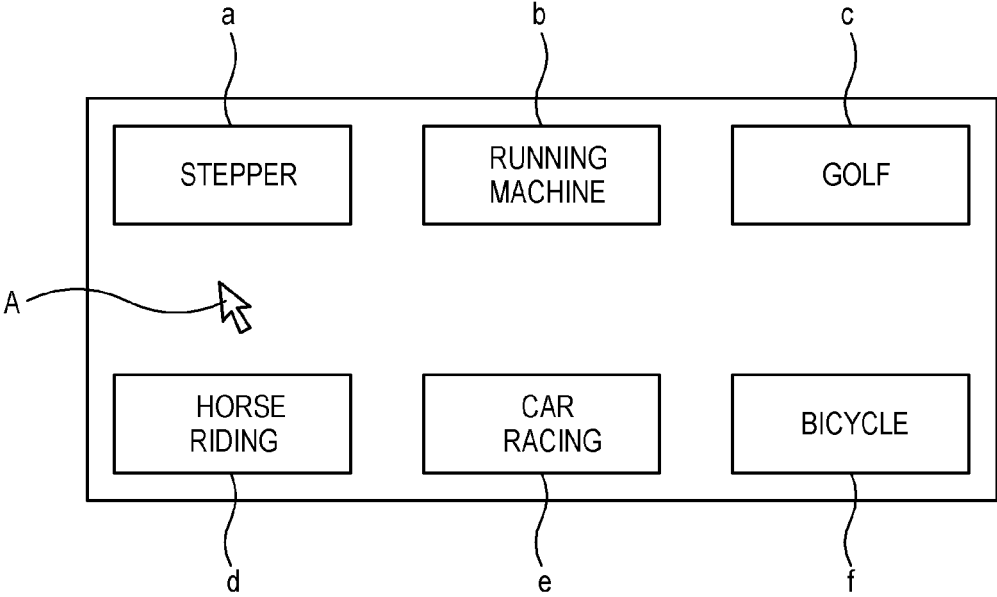 a
b
c
STEPPER
RUNNING
MACHINE
GOLF
A
HORSE
RIDING
CAR
RACING
BICYCLE
d
e
f